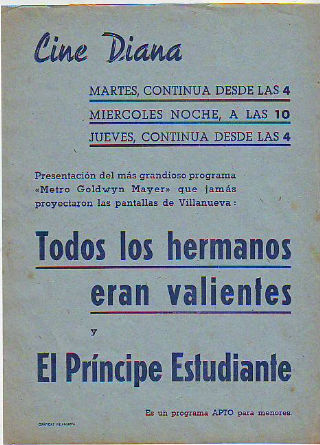 Cine Diana
MARTES, CONTINUA DESDE LAS 4
MIERCOLES NOCHE, A LAS 10
JUEVES, CONTINUA DESDE LAS 4
Presentación del más grandioso programa
«Metro Goldwyn Mayer» que jamás
proyectaron las pantallas de Villanueva:
Todos los hermanos
eran valientes
y
El Príncipe Estudiante
Es un programa APTO para menores.